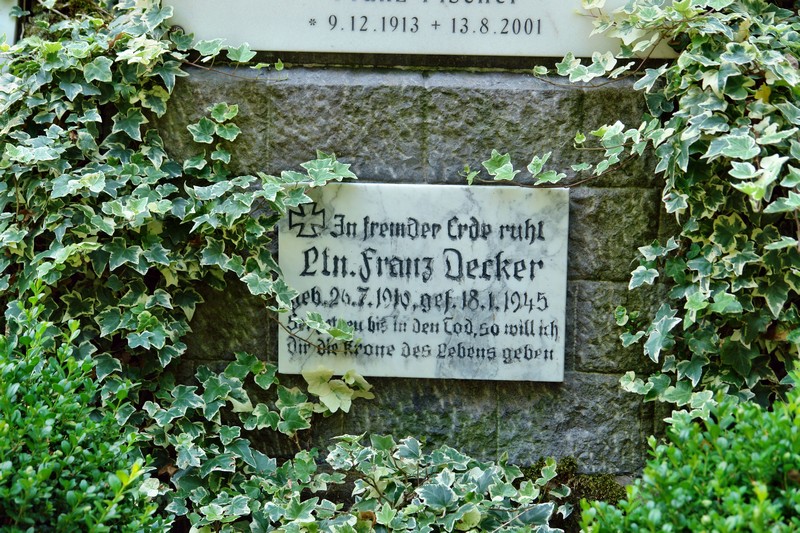 * 9.12.1913 + 13.8.2001
In fremder Erde ruht
Ltn. Franz Decker
geb. 26.7.1910, gef. 18.1.1945
bis in den Tod, so will ich
dir die Krone des Lebens geben